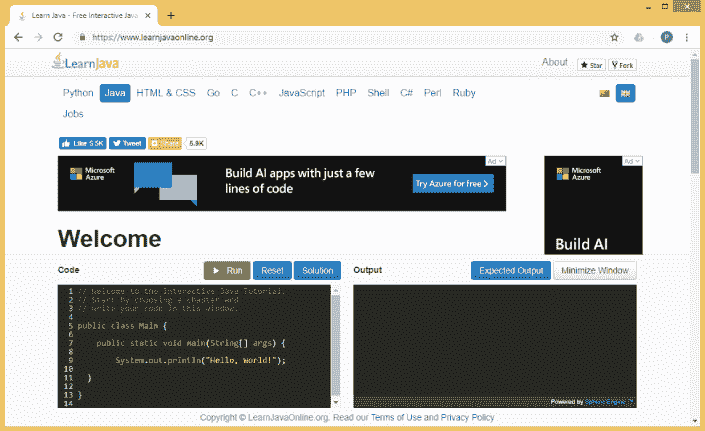 Learn Java - Free Interactive Java
https://www.learnjavaonline.org
P
LearnJava
About
Star
Fork
Python Java HTML & CSS Go C C++ JavaScript PHP Shell C# Perl Ruby
Jobs
Like 5.5K
Tweet
5.9K
Microsoft
Azure
Build AI apps with just a few
lines of code
Try Azure for free
Ad
Microsoft
Azure
Build AI
Ad
Welcome
Code
Run
Reset
Solution
Output
Expected Output
Minimize Window
1 // Welcome to the Interactive Java Tutorial.
2 // Start by choosing a chapter and
3 // write your code in this window.
4
5 public class Main {
6
7 public static void main(String[] args) {
8
9 System.out.println("Hello, World!");
10
11 }
12
13 }
14
Powered by
Copyright © LearnJavaOnline.org. Read our Terms of Use and Privacy Policy